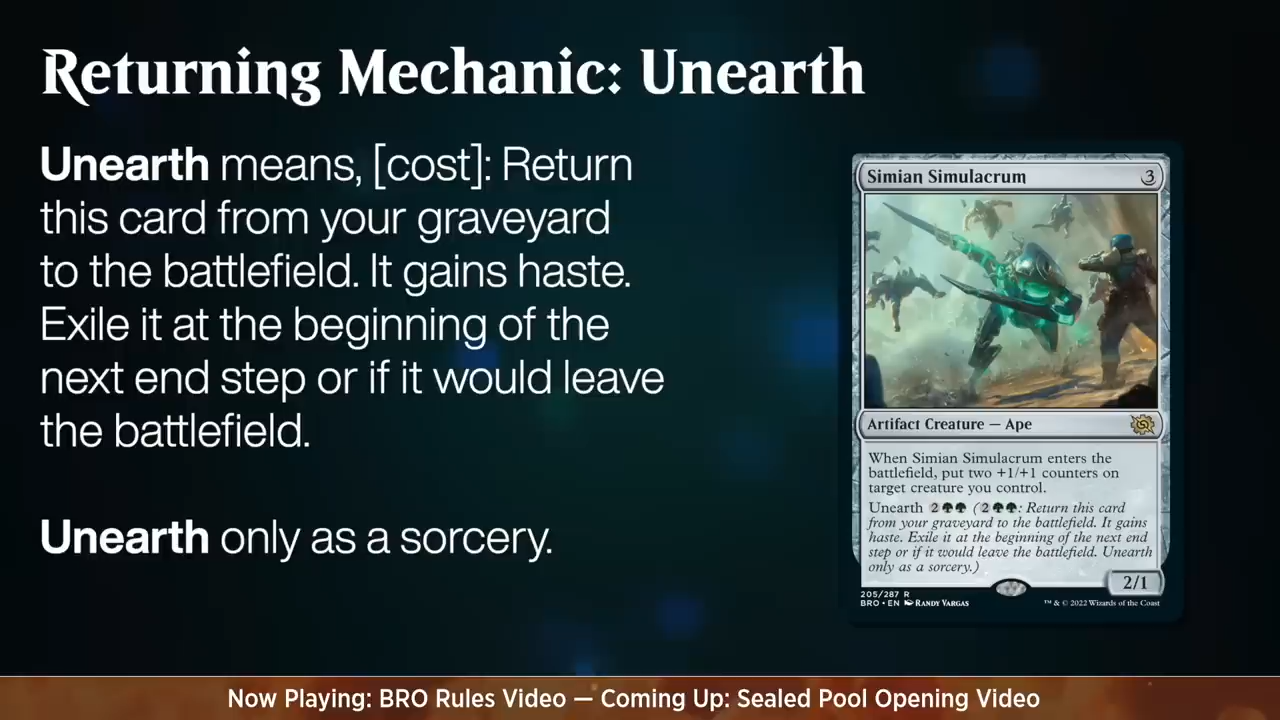 Returning Mechanic: Unearth
Unearth means, [cost]: Return
this card from your graveyard
to the battlefield. It gains haste.
Exile it at the beginning of the
next end step or if it would leave
the battlefield.
Unearth only as a sorcery.
Simian Simulacrum 3
Artifact Creature — Ape
When Simian Simulacrum enters the
battlefield, put two +1/+1 counters on
target creature you control.
Unearth 2 (2: Return this card
from your graveyard to the battlefield. It gains
haste. Exile it at the beginning of the next end
step or if it would leave the battlefield. Unearth
only as a sorcery.)
2/1
205/287 R
BRO • EN RANDY VARGAS
™ & © 2022 Wizards of the Coast
Now Playing: BRO Rules Video — Coming Up: Sealed Pool Opening Video